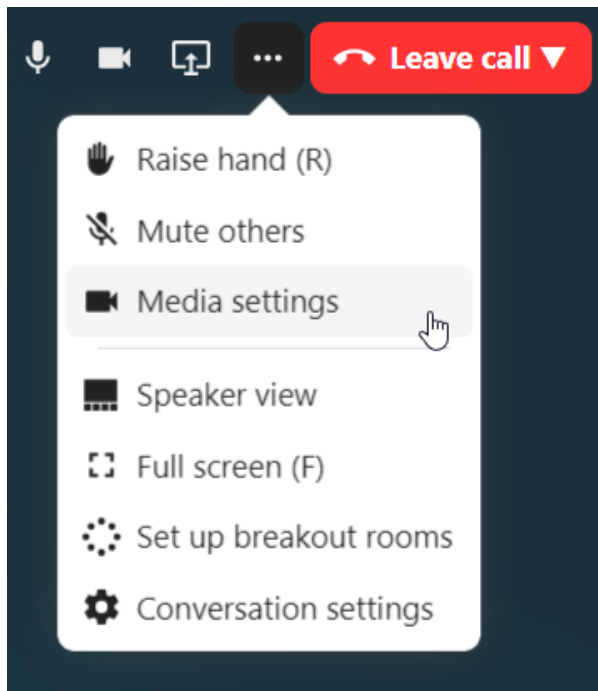 Leave call ▼
Raise hand (R)
Mute others
Media settings
Speaker view
Full screen (F)
Set up breakout rooms
Conversation settings